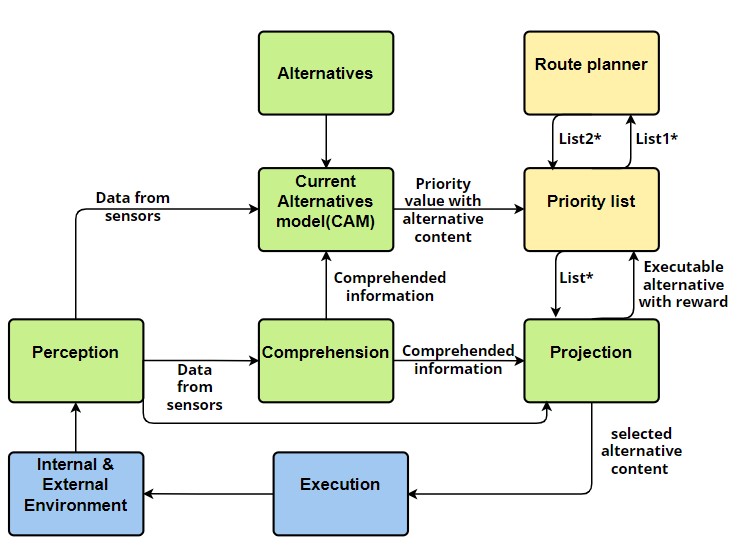 Alternatives
Route planner
List2*
List1*
Data from
sensors
Current
Alternatives
model(CAM)
Priority
value with
alternative
content
Priority list
Comprehended
information
List*
Executable
alternative
with reward
Perception
Data
from
sensors
Comprehension
Comprehended
information
Projection
selected
alternative
content
Internal &
External
Environment
Execution